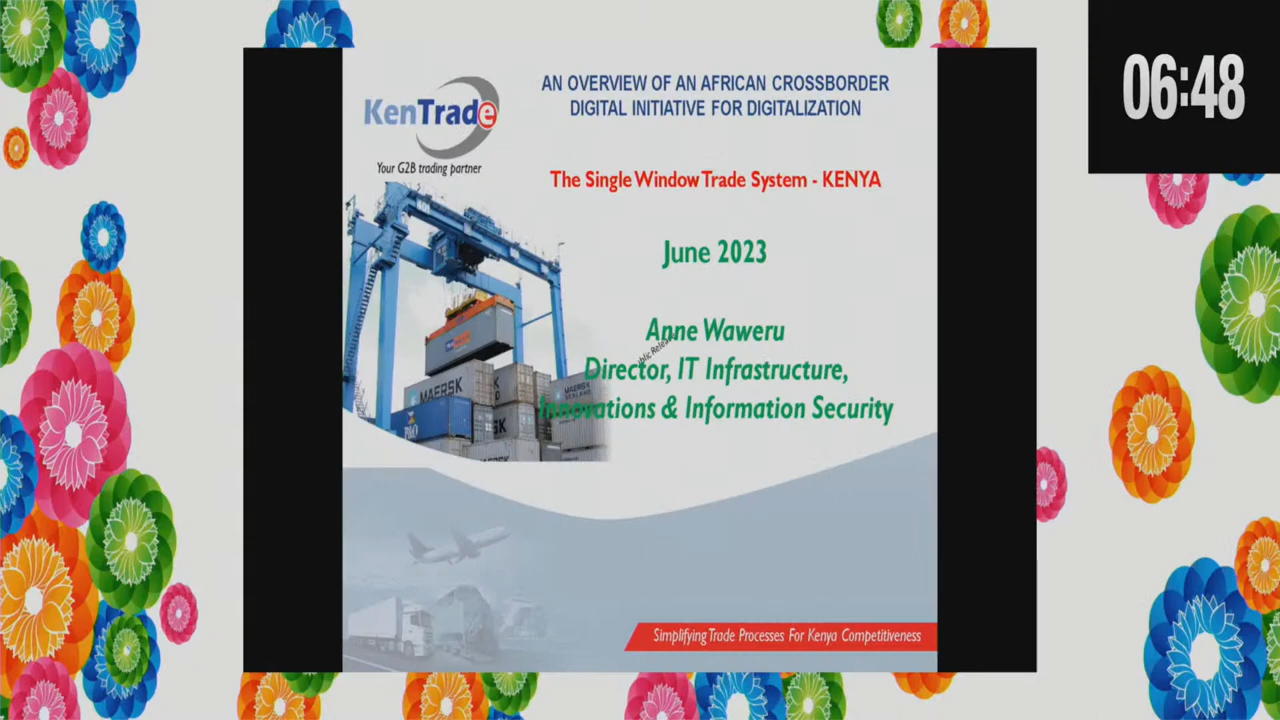 06:48
KenTrade
Your G2B trading partner
AN OVERVIEW OF AN AFRICAN CROSSBORDER
DIGITAL INITIATIVE FOR DIGITALIZATION
The Single Window Trade System - KENYA
June 2023
Anne Waweru
Director, IT Infrastructure,
Innovations & Information Security
MAERSK
MAERSK
Simplifying Trade Processes For Kenya Competitiveness